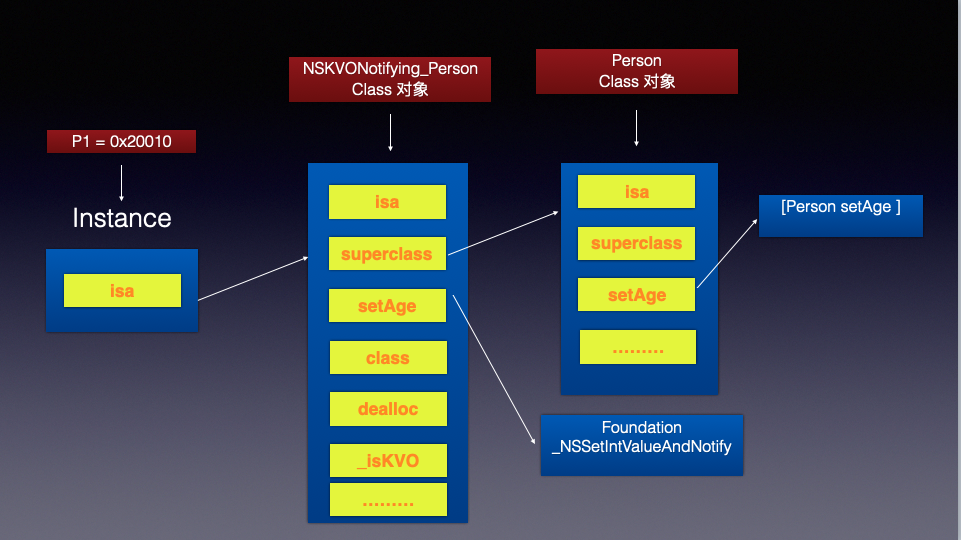 P1 = 0x20010
Instance
isa
NSKVONotifying_Person
Class 对象
isa
superclass
setAge
class
dealloc
_isKVO
.........
Person
Class 对象
isa
superclass
setAge
.........
[Person setAge ]
Foundation
_NSSetIntValueAndNotify